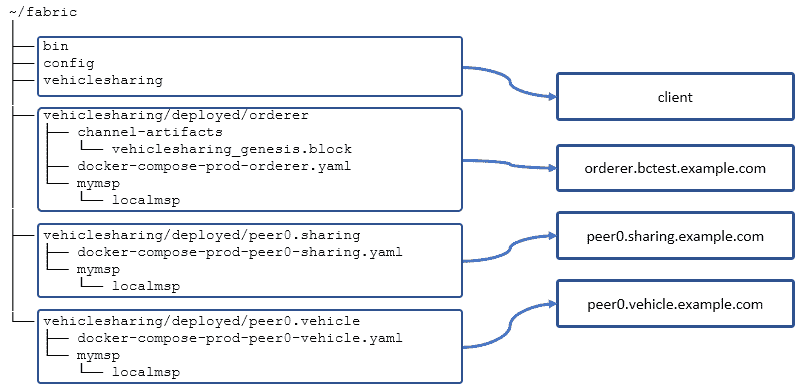 ~/fabric
bin
config
vehiclesharing
client
vehiclesharing/deployed/orderer
channel-artifacts
vehiclesharing_genesis.block
docker-compose-prod-orderer.yaml
mymsp
localmsp
orderer.bctest.example.com
vehiclesharing/deployed/peer0.sharing
docker-compose-prod-peer0-sharing.yaml
mymsp
localmsp
peer0.sharing.example.com
vehiclesharing/deployed/peer0.vehicle
docker-compose-prod-peer0-vehicle.yaml
mymsp
localmsp
peer0.vehicle.example.com